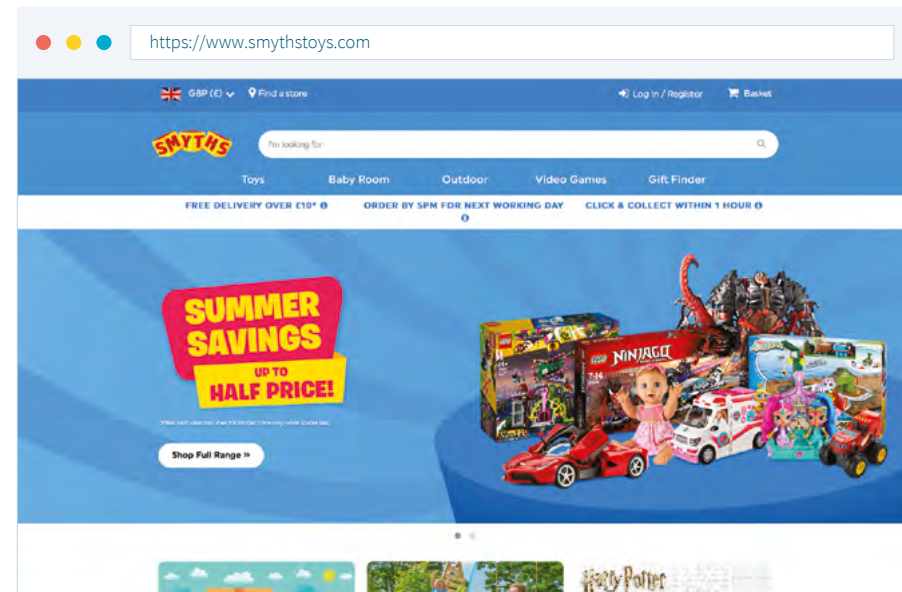 https://www.smythstoys.com
GBP (£) Find a store Log In / Register Basket
SMYTHS
I'm looking for
Toys Baby Room Outdoor Video Games Gift Finder
FREE DELIVERY OVER £10* ORDER BY 5PM FOR NEXT WORKING DAY CLICK & COLLECT WITHIN 1 HOUR
SUMMER
SAVINGS
UP TO
HALF PRICE!
Shop Full Range »
LEGO NINJAGO
7-14
Harry Potter